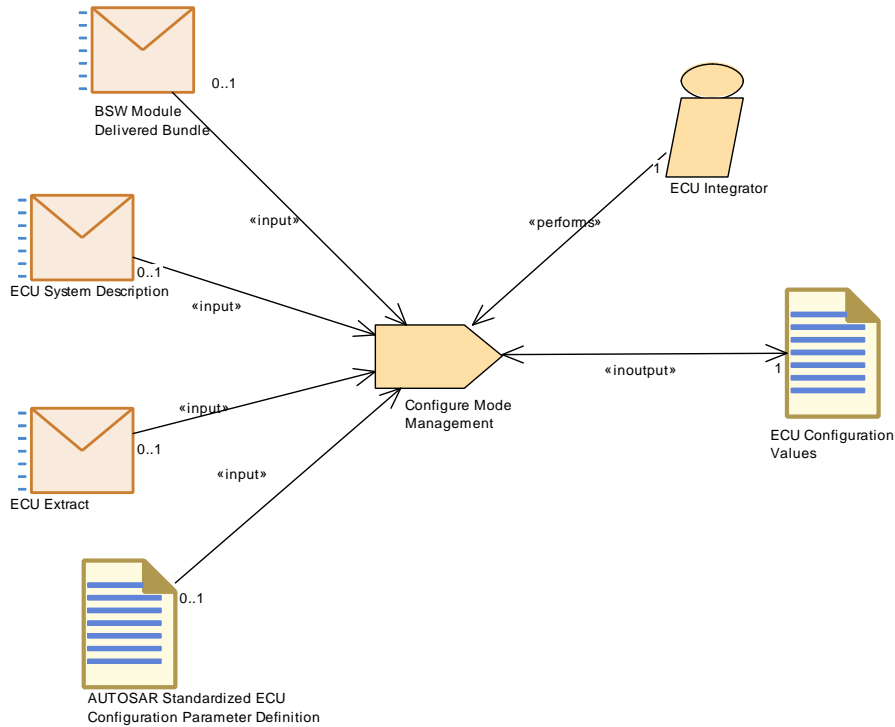 0..1
BSW Module
Delivered Bundle
1
ECU Integrator
«input»
«performs»
0..1
ECU System Description
«input»
«inoutput»
1
«input»
Configure Mode
Management
0..1
ECU Configuration
Values
ECU Extract
«input»
0..1
AUTOSAR Standardized ECU
Configuration Parameter Definition